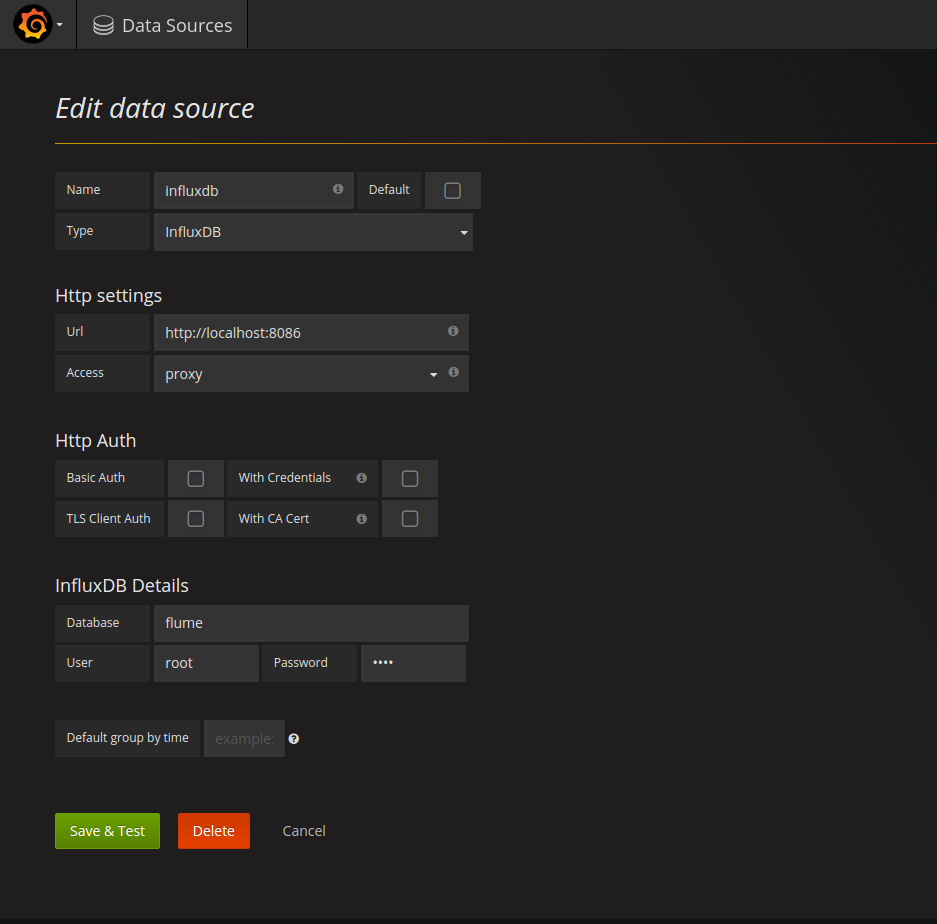 Data Sources
Edit data source
Name influxdb Default
Type InfluxDB
Http settings
Url http://localhost:8086
Access proxy
Http Auth
Basic Auth With Credentials
TLS Client Auth With CA Cert
InfluxDB Details
Database flume
User root Password ••••
Default group by time example:
Save & Test Delete Cancel